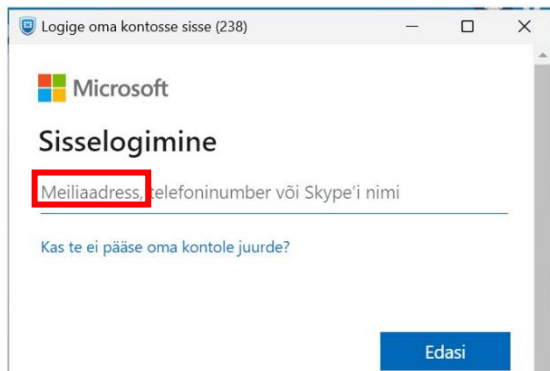 Logige oma kontosse sisse (238)
Microsoft
Sisselogimine
Meiliaadress, telefoninumber või Skype'i nimi
Kas te ei pääse oma kontole juurde?
Edasi